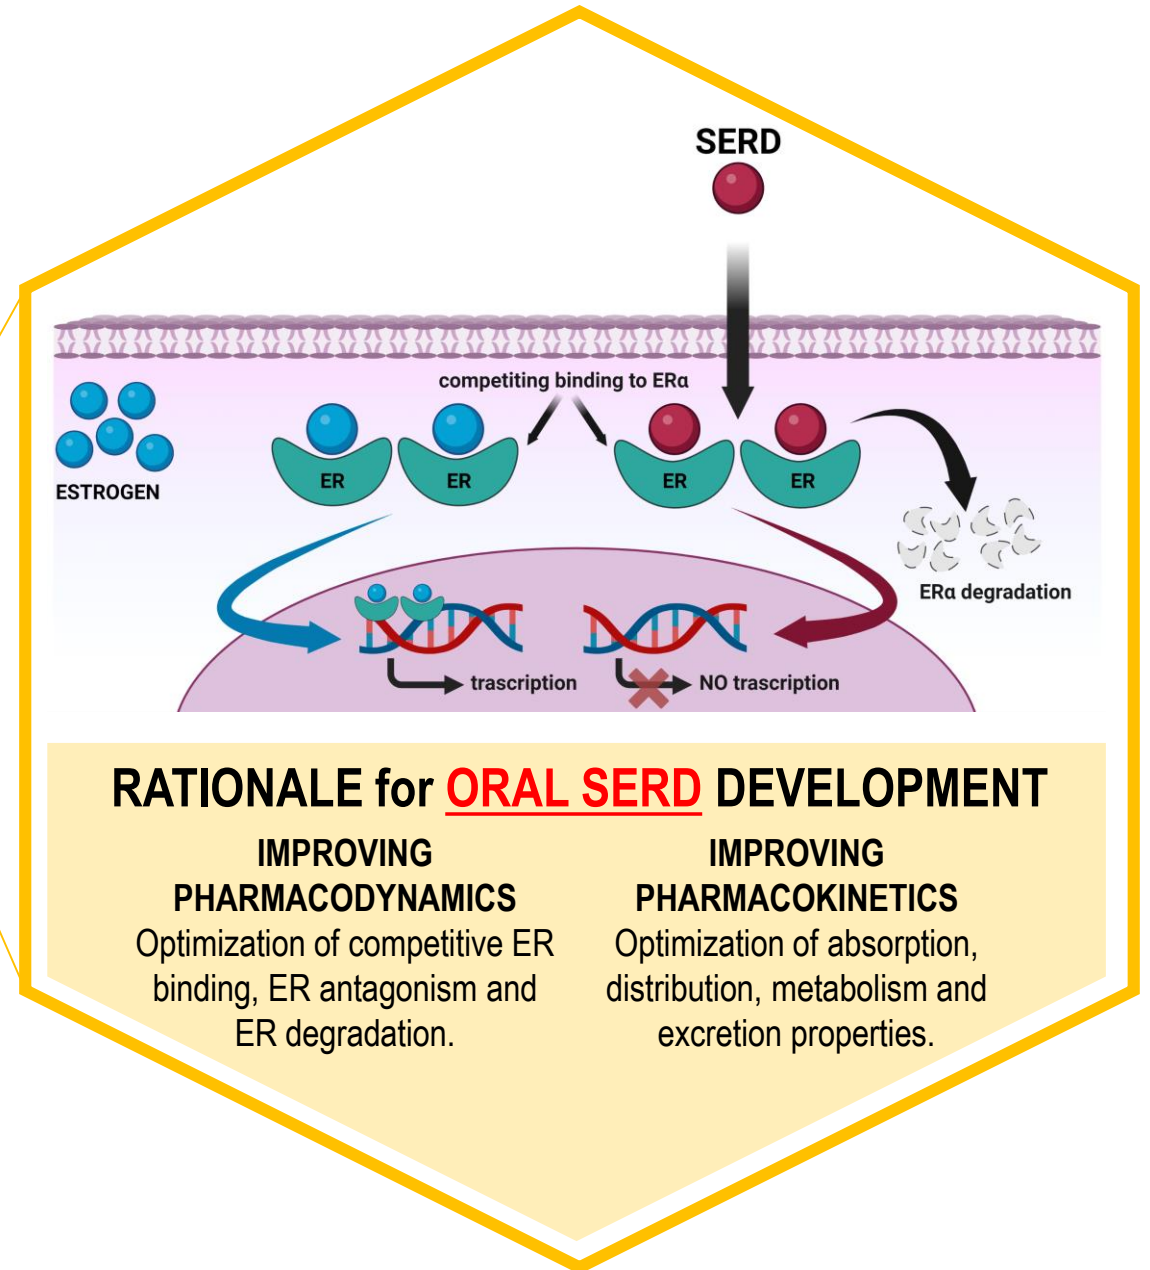 SERD
competiting binding to ERα
ESTROGEN
ER
ER
ER
ER
ERα degradation
trascription
NO trascription
RATIONALE for ORAL SERD DEVELOPMENT
IMPROVING
PHARMACODYNAMICS
Optimization of competitive ER
binding, ER antagonism and
ER degradation.
IMPROVING
PHARMACOKINETICS
Optimization of absorption,
distribution, metabolism and
excretion properties.